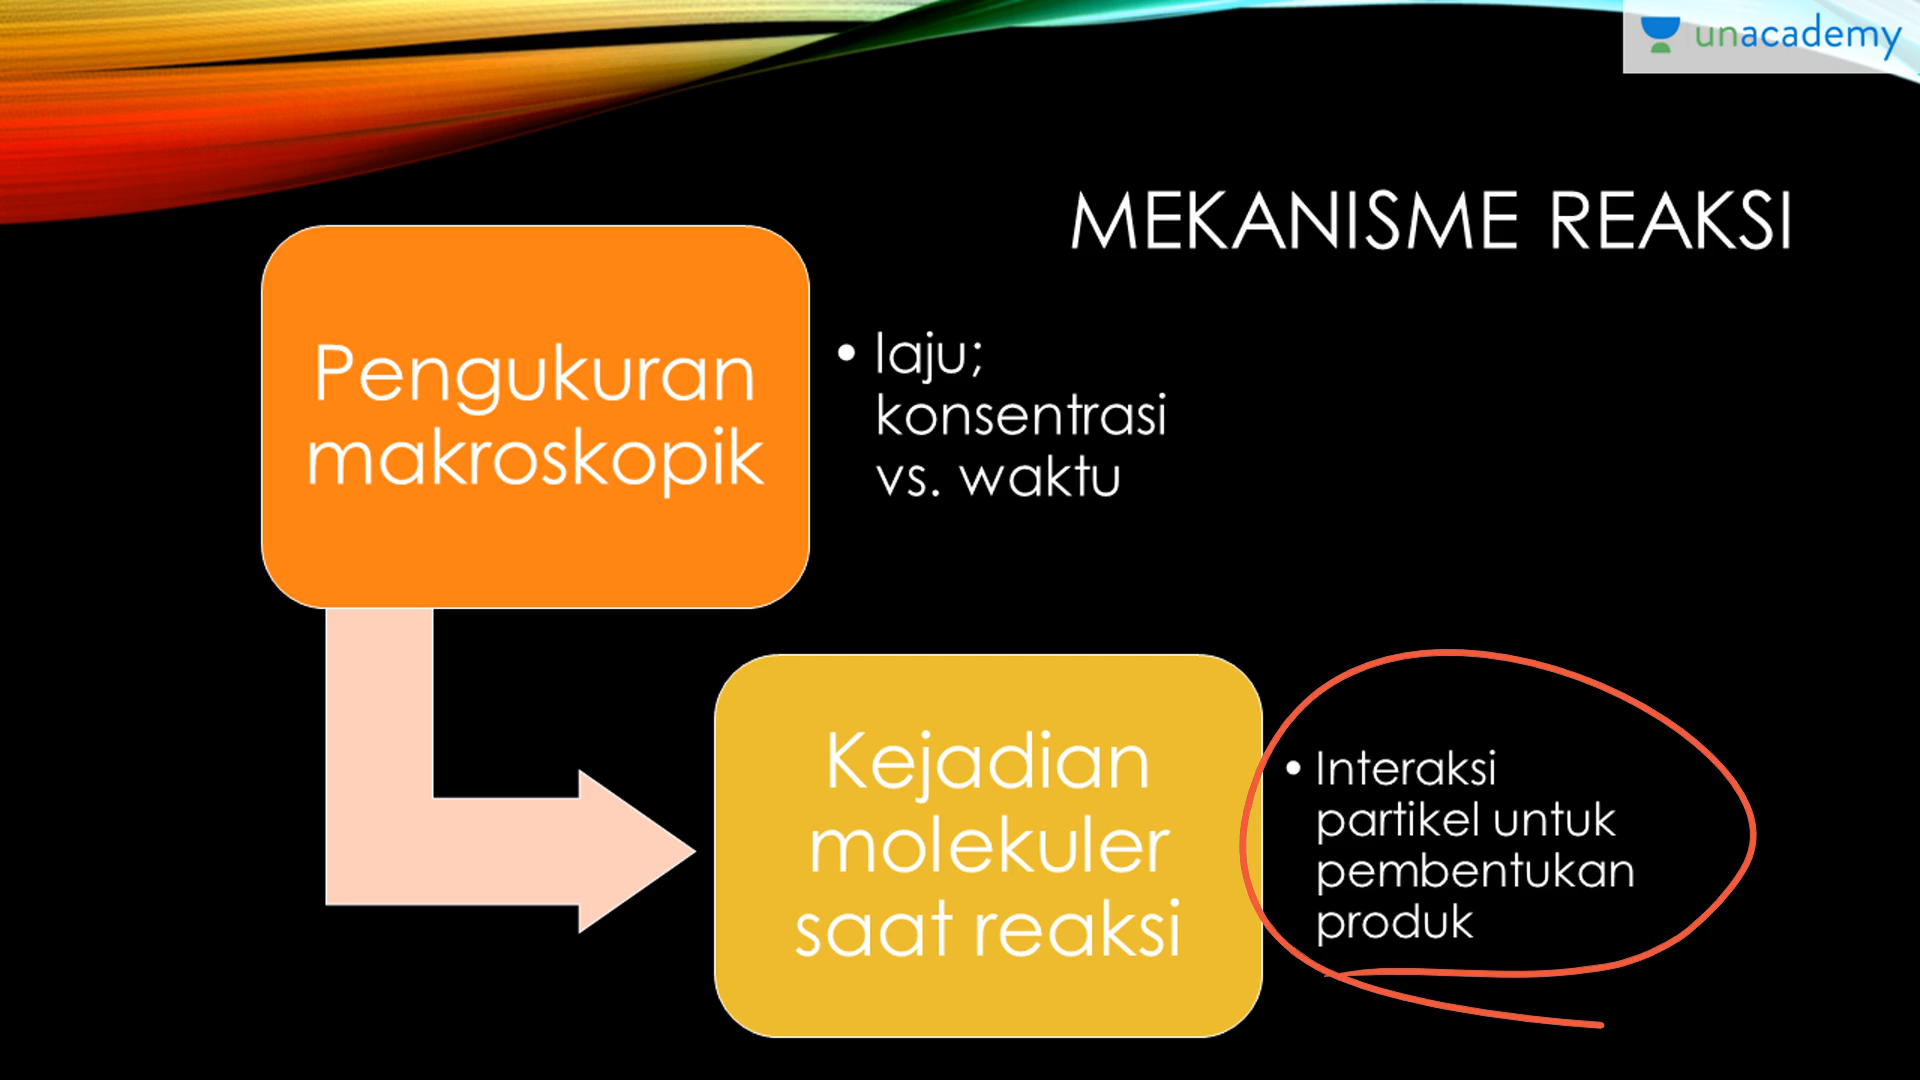 unacademy
MEKANISME REAKSI
Pengukuran
makroskopik
• laju;
konsentrasi
vs. waktu
Kejadian
molekuler
saat reaksi
• Interaksi
partikel untuk
pembentukan
produk